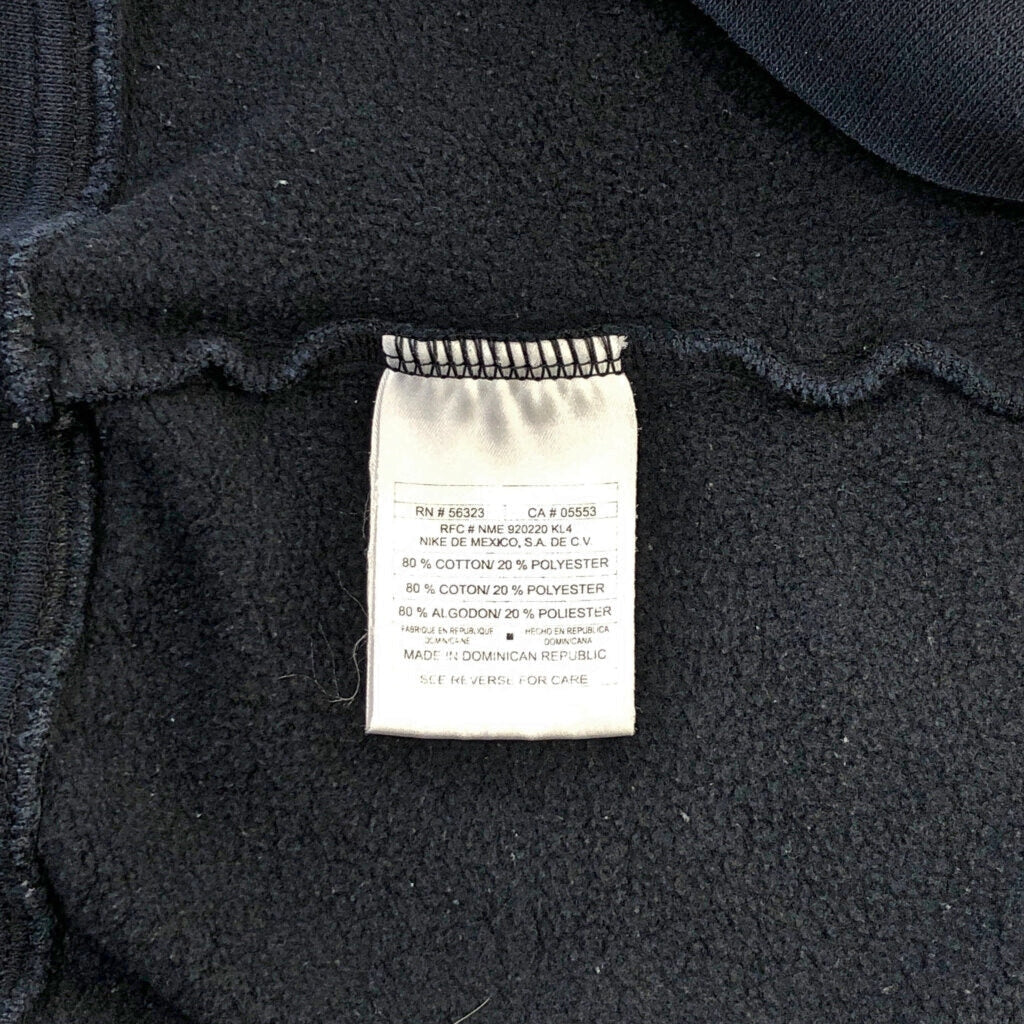 RN # 56323 CA # 05553
RFC # NME 920220 KL4
NIKE DE MEXICO, S.A. DE C.V.
80 % COTTON/ 20 % POLYESTER
80 % COTON/ 20 % POLYESTER
80 % ALGODON/ 20 % POLIESTER
FABRIQUE EN REPUBLIQUE HECHO EN REPUBLICA
DOMINICAINE DOMINICANA
MADE IN DOMINICAN REPUBLIC
SEE REVERSE FOR CARE